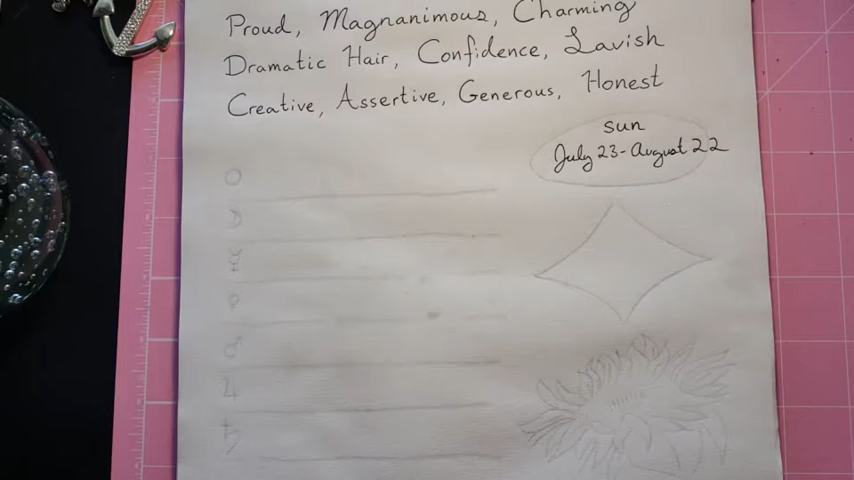 Proud, Magnanimous, Charming
Dramatic Hair, Confidence, Lavish
Creative, Assertive, Generous, Honest
sun
July 23-August 22